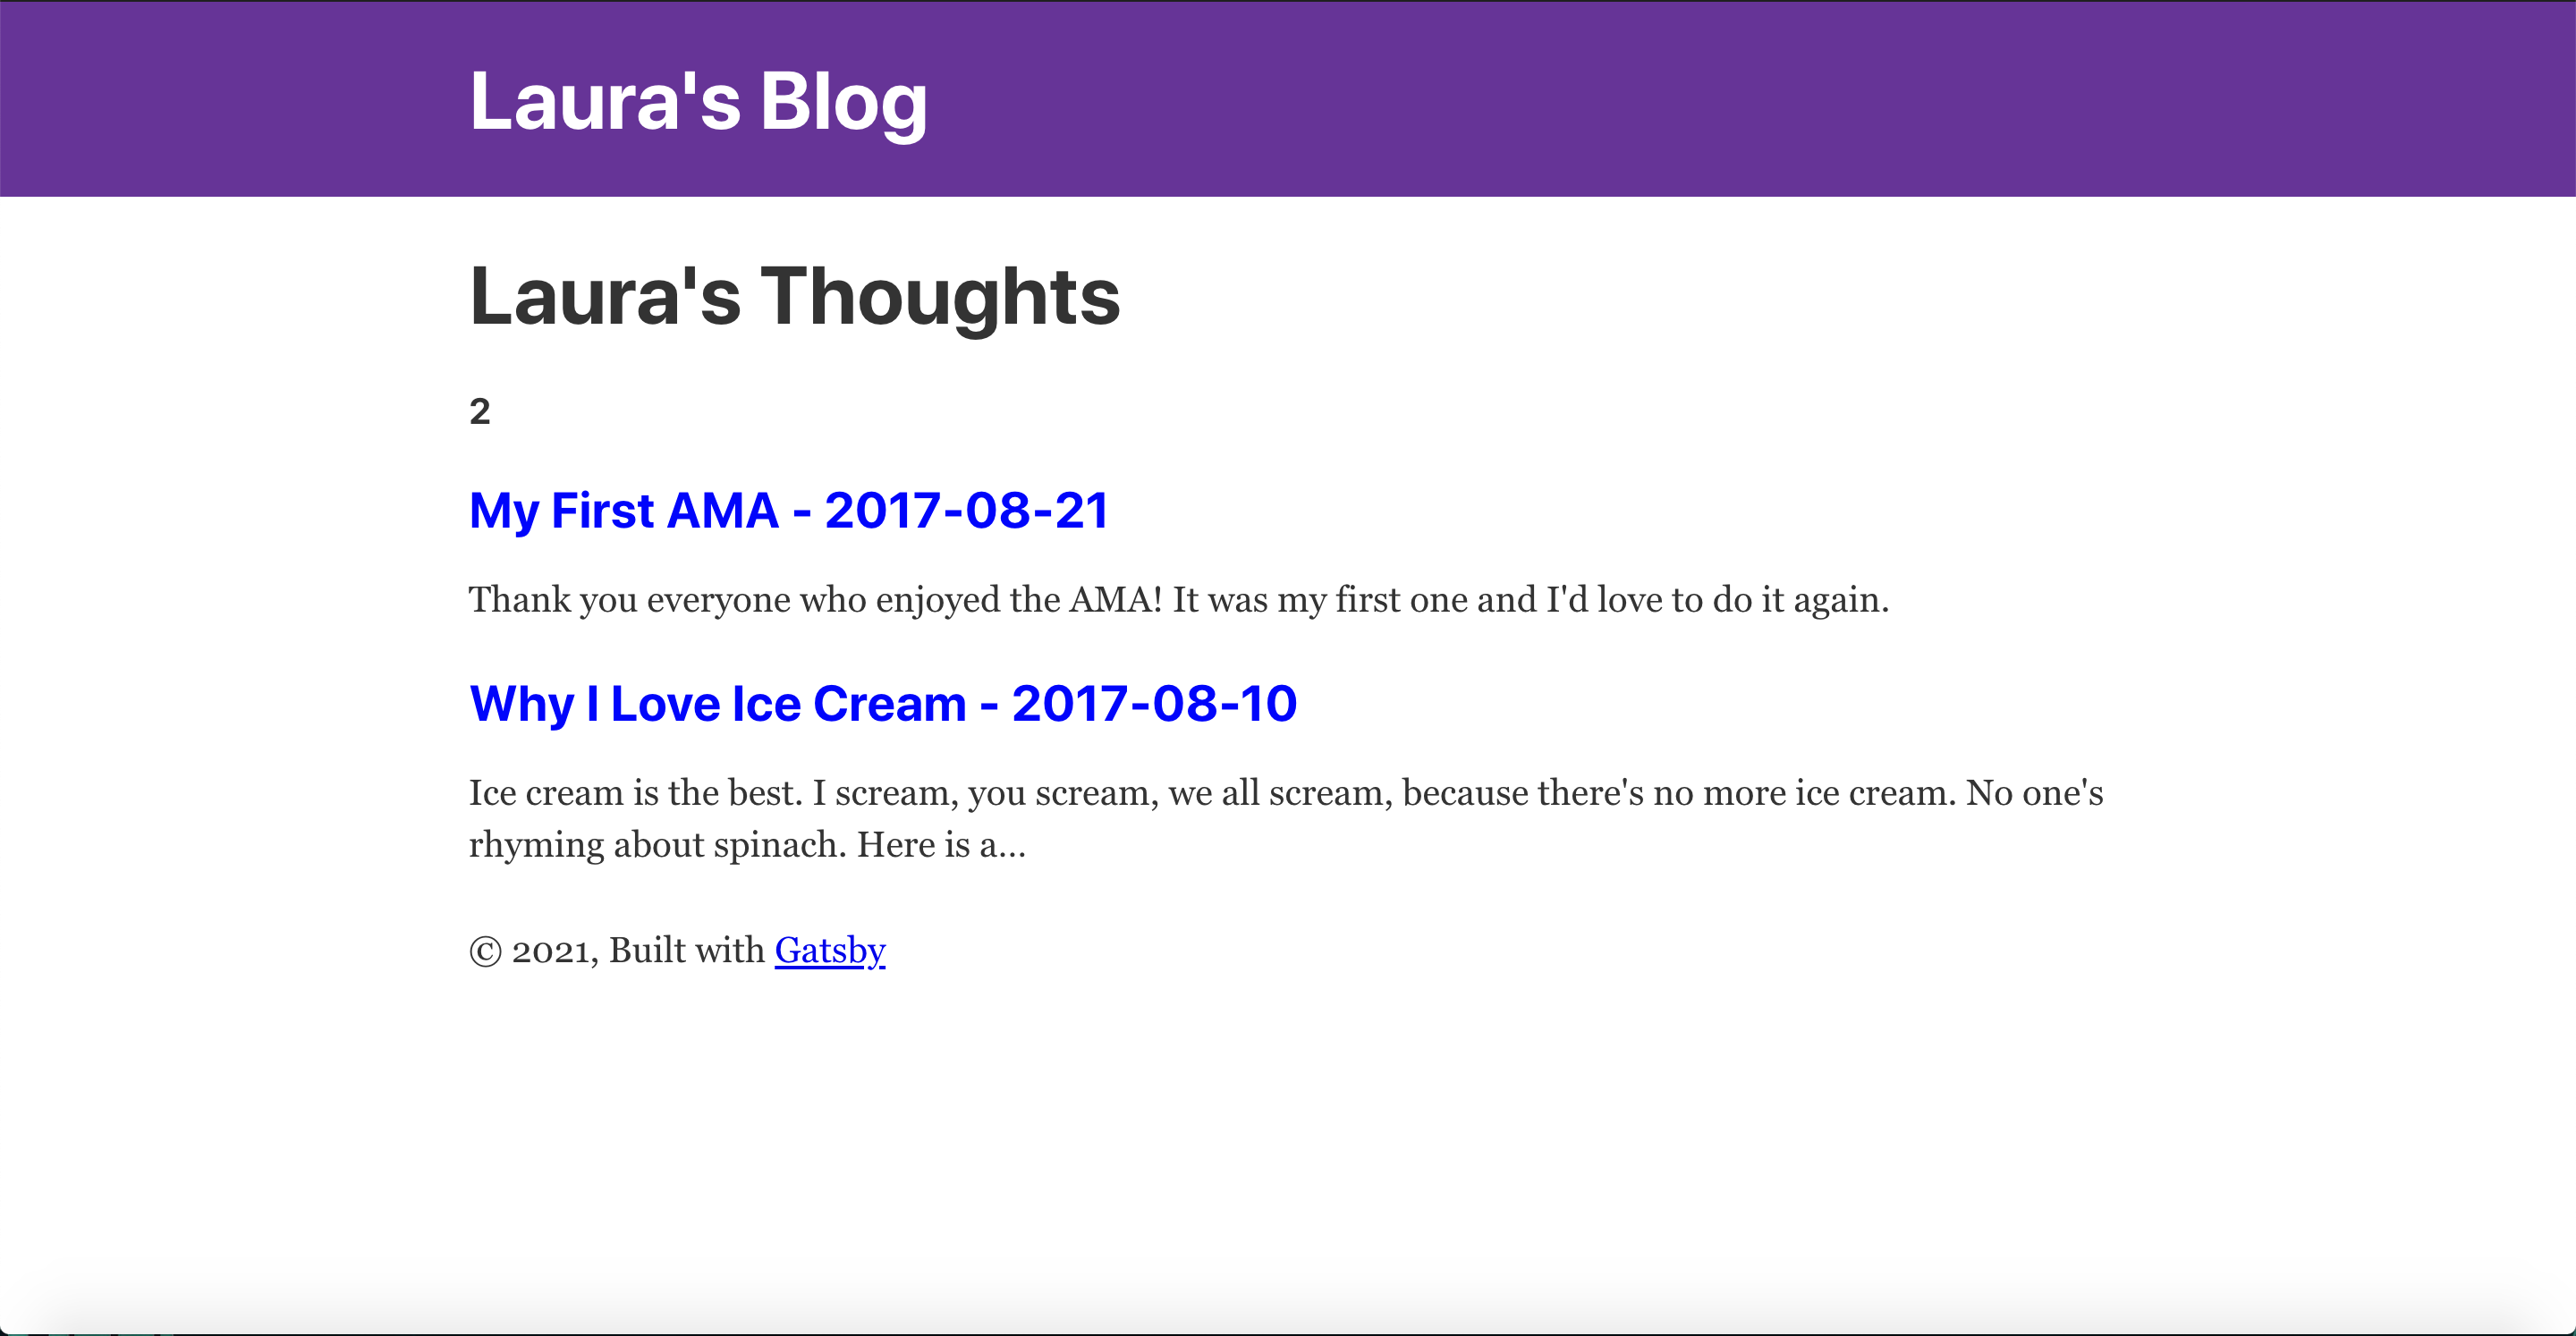 Laura's Blog
Laura's Thoughts
2
My First AMA - 2017-08-21
Thank you everyone who enjoyed the AMA! It was my first one and I'd love to do it again.
Why I Love Ice Cream - 2017-08-10
Ice cream is the best. I scream, you scream, we all scream, because there's no more ice cream. No one's
rhyming about spinach. Here is a…
© 2021, Built with Gatsby